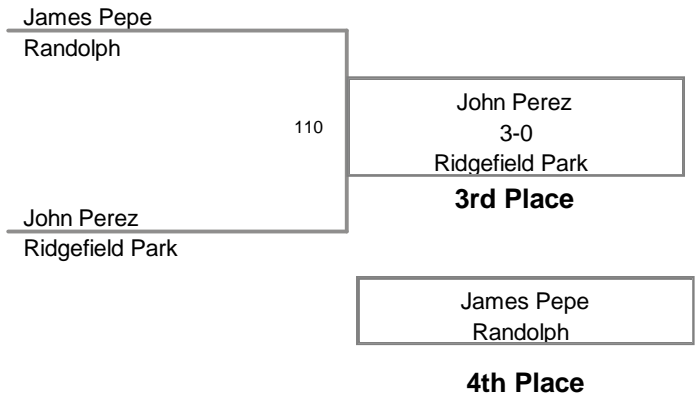 James Pepe
Randolph
110
John Perez
3-0
Ridgefield Park
3rd Place
John Perez
Ridgefield Park
James Pepe
Randolph
4th Place